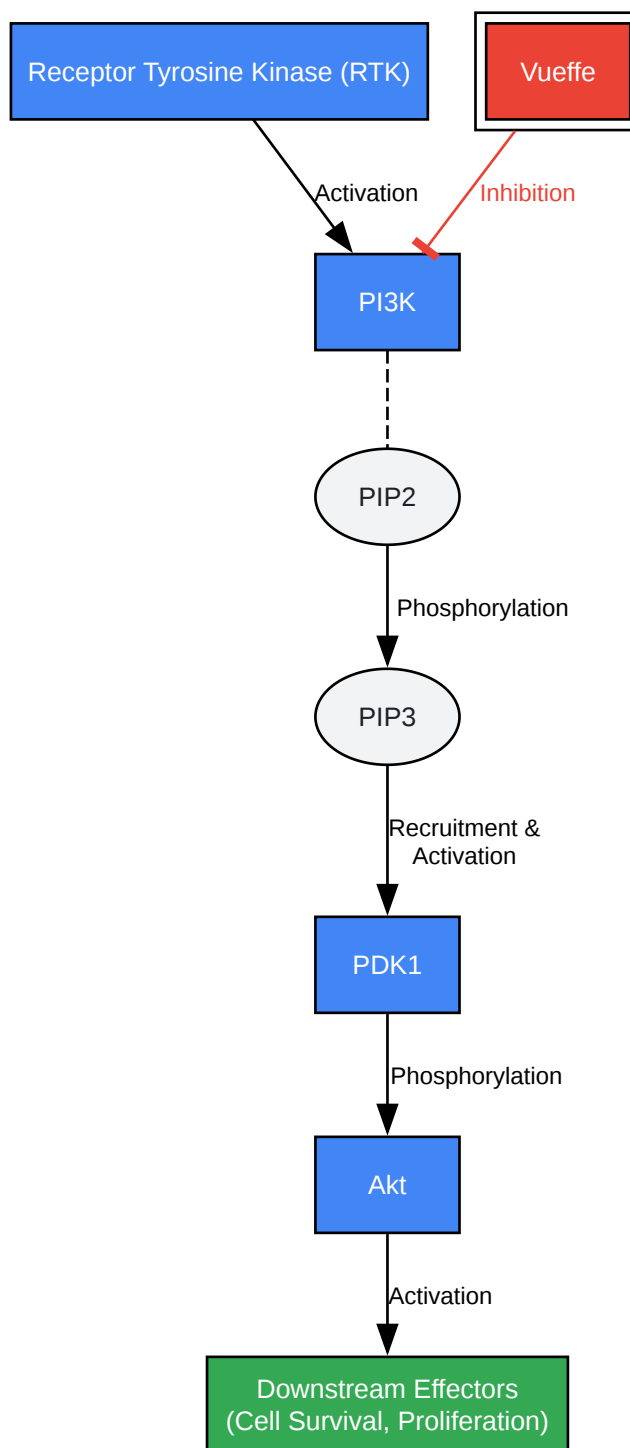 Receptor Tyrosine Kinase (RTK)
Vueffe
Activation
Inhibition
PI3K
PIP2
Phosphorylation
PIP3
Recruitment &
Activation
PDK1
Phosphorylation
Akt
Activation
Downstream Effectors
(Cell Survival, Proliferation)